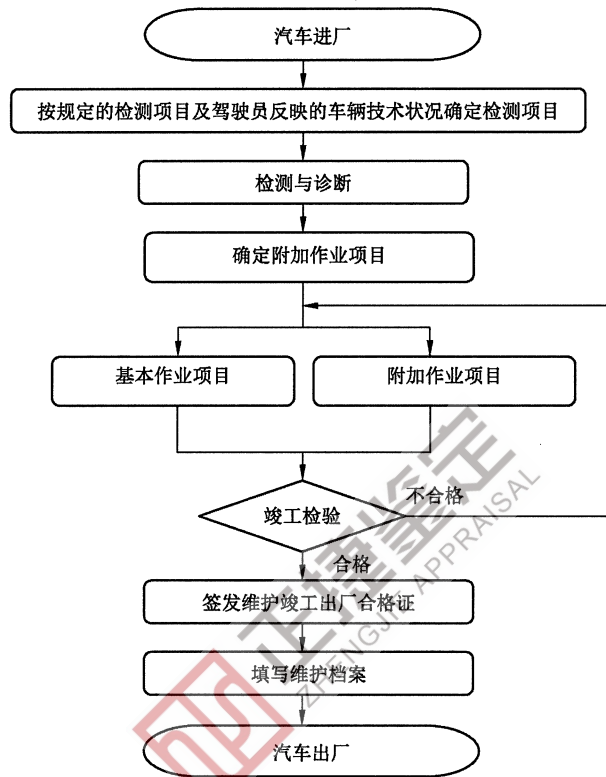 汽车进厂
按规定的检测项目及驾驶员反映的车辆技术状况确定检测项目
检测与诊断
确定附加作业项目
基本作业项目
附加作业项目
竣工检验
不合格
合格
签发维护竣工出厂合格证
填写维护档案
汽车出厂
正捷鉴定
ZHENGJIE APPRAISAL